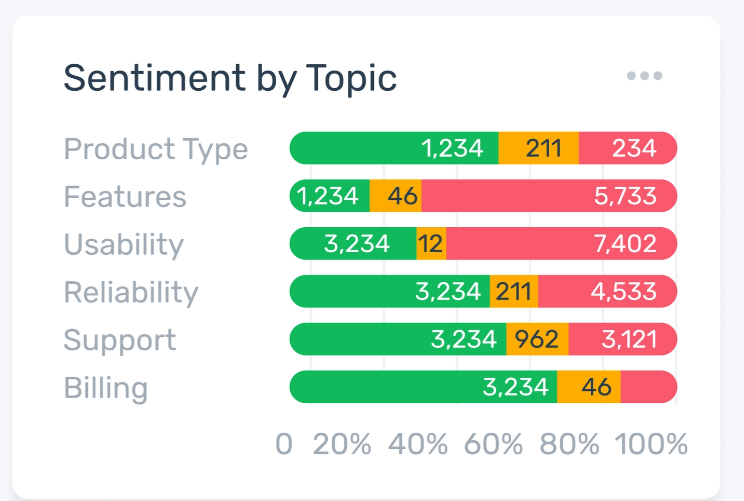 Sentiment by Topic
Product Type 1,234 211 234
Features 1,234 46 5,733
Usability 3,234 12 7,402
Reliability 3,234 211 4,533
Support 3,234 962 3,121
Billing 3,234 46
0 20% 40% 60% 80% 100%